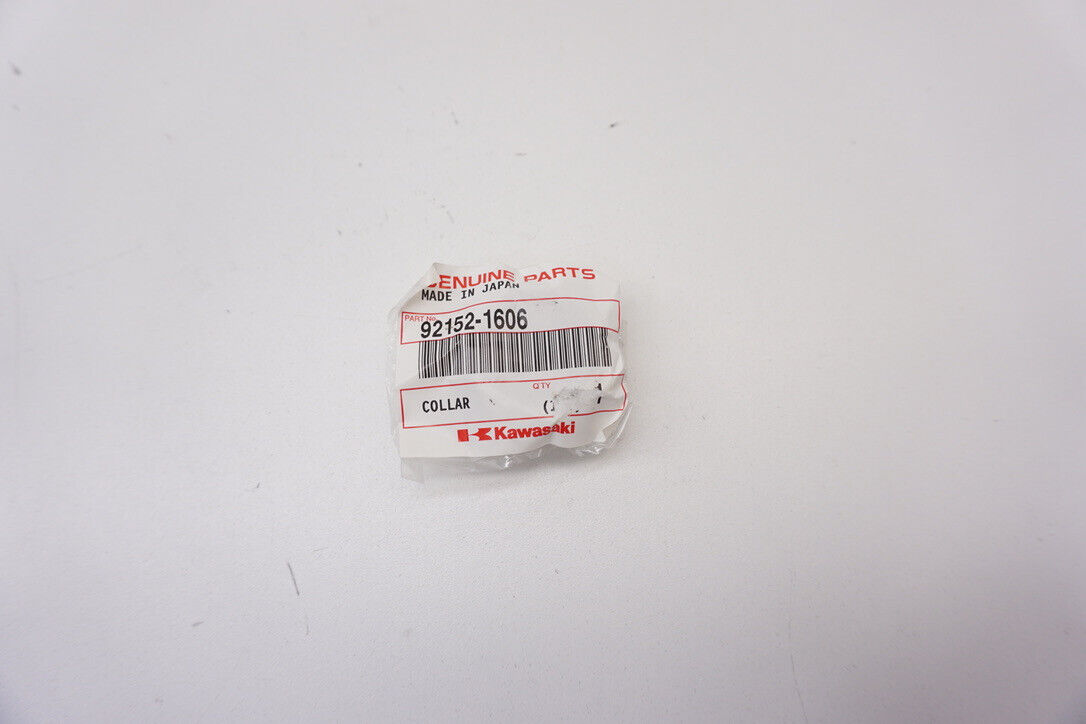 GENUINE PARTS
MADE IN JAPAN
PART No.
92152-1606
QTY
COLLAR
Kawasaki